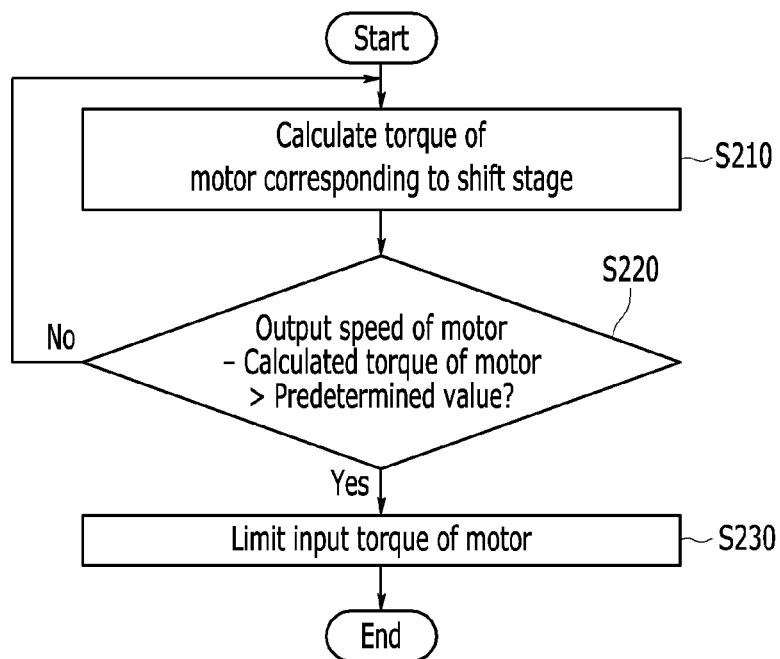 Start
Calculate torque of
motor corresponding to shift stage
S210
S220
Output speed of motor
– Calculated torque of motor
> Predetermined value?
No
Yes
Limit input torque of motor
S230
End